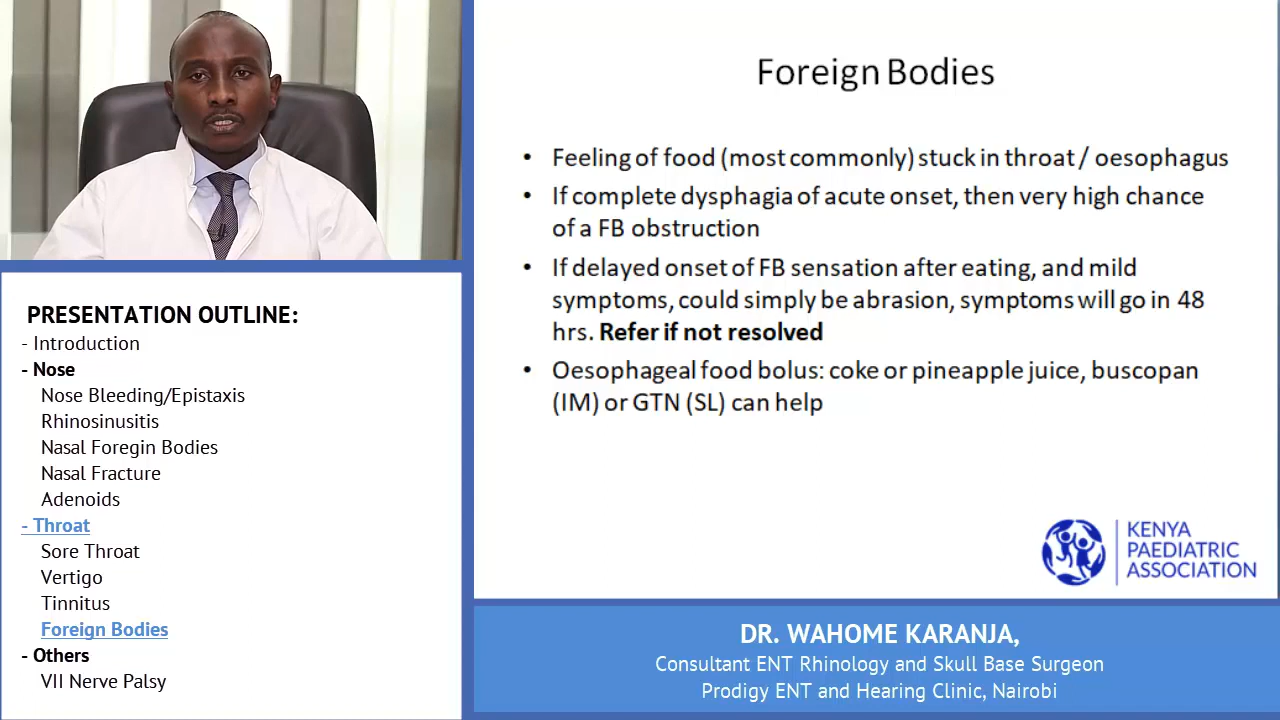 PRESENTATION OUTLINE:
- Introduction
- Nose
Nose Bleeding/Epistaxis
Rhinosinusitis
Nasal Foregin Bodies
Nasal Fracture
Adenoids
- Throat
Sore Throat
Vertigo
Tinnitus
Foreign Bodies
- Others
VII Nerve Palsy
Foreign Bodies
• Feeling of food (most commonly) stuck in throat / oesophagus
• If complete dysphagia of acute onset, then very high chance
of a FB obstruction
• If delayed onset of FB sensation after eating, and mild
symptoms, could simply be abrasion, symptoms will go in 48
hrs. Refer if not resolved
• Oesophageal food bolus: coke or pineapple juice, buscopan
(IM) or GTN (SL) can help
KENYA
PAEDIATRIC
ASSOCIATION
DR. WAHOME KARANJA,
Consultant ENT Rhinology and Skull Base Surgeon
Prodigy ENT and Hearing Clinic, Nairobi